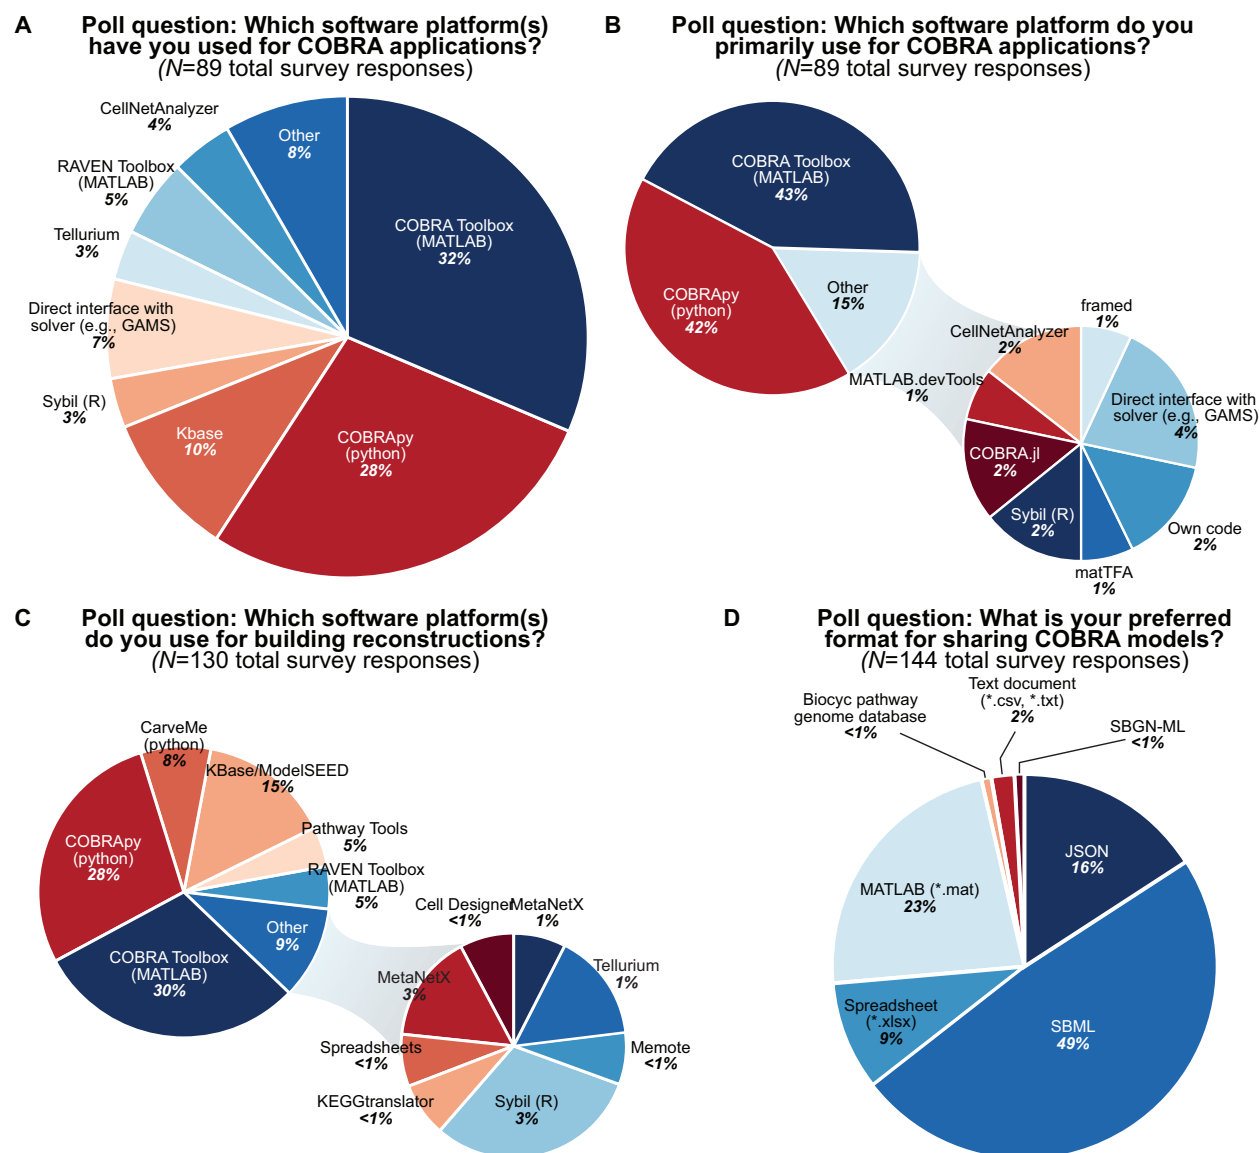 A
Poll question: Which software platform(s)
have you used for COBRA applications?
(N=89 total survey responses)
CellNetAnalyzer
4%
Other
8%
RAVEN Toolbox
(MATLAB)
5%
COBRA Toolbox
(MATLAB)
32%
Tellurium
3%
Direct interface with
solver (e.g., GAMS)
7%
Sybil (R)
3%
Kbase
10%
COBRApy
(python)
28%
B
Poll question: Which software platform do you
primarily use for COBRA applications?
(N=89 total survey responses)
COBRA Toolbox
(MATLAB)
43%
COBRApy
(python)
42%
Other
15%
framed
1%
CellNetAnalyzer
2%
MATLAB.devTools
1%
Direct interface with
solver (e.g., GAMS)
4%
COBRA.jl
2%
Sybil (R)
2%
Own code
2%
matTFA
1%
C
Poll question: Which software platform(s)
do you use for building reconstructions?
(N=130 total survey responses)
CarveMe
(python)
8%
KBase/ModelSEED
15%
COBRApy
(python)
28%
Pathway Tools
5%
RAVEN Toolbox
(MATLAB)
5%
Other
9%
COBRA Toolbox
(MATLAB)
30%
Cell Designer
<1%
MetaNetX
1%
MetaNetX
3%
Tellurium
1%
Spreadsheets
<1%
Memote
<1%
KEGGtranslator
<1%
Sybil (R)
3%
D
Poll question: What is your preferred
format for sharing COBRA models?
(N=144 total survey responses)
Text document
(*.csv, *.txt)
2%
Biocyc pathway
genome database
<1%
SBGN-ML
<1%
JSON
16%
MATLAB (*.mat)
23%
Spreadsheet
(*.xlsx)
9%
SBML
49%